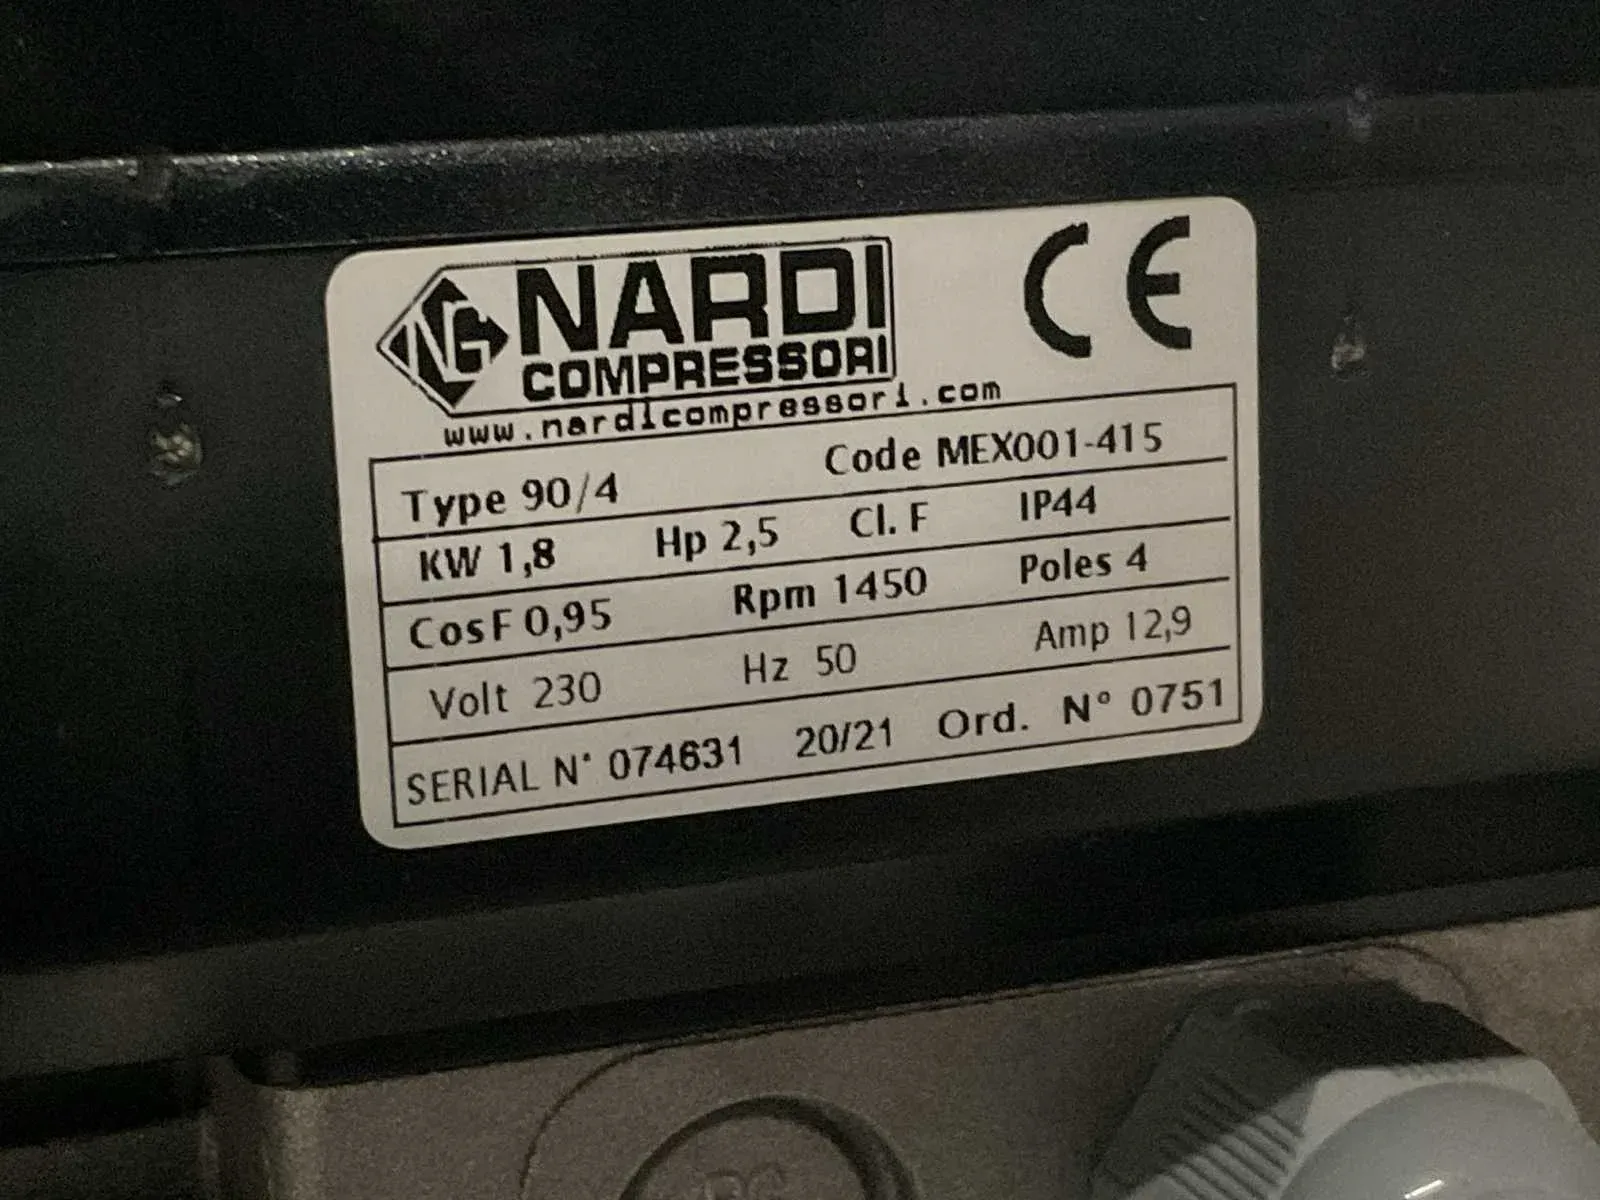 NG NARDI
COMPRESSORI
www.nardicompressori.com
CE
Type 90/4 Code MEX001-415
KW 1,8 Hp 2,5 Cl. F IP44
CosF 0,95 Rpm 1450 Poles 4
Volt 230 Hz 50 Amp 12,9
SERIAL N° 074631 20/21 Ord. N° 0751